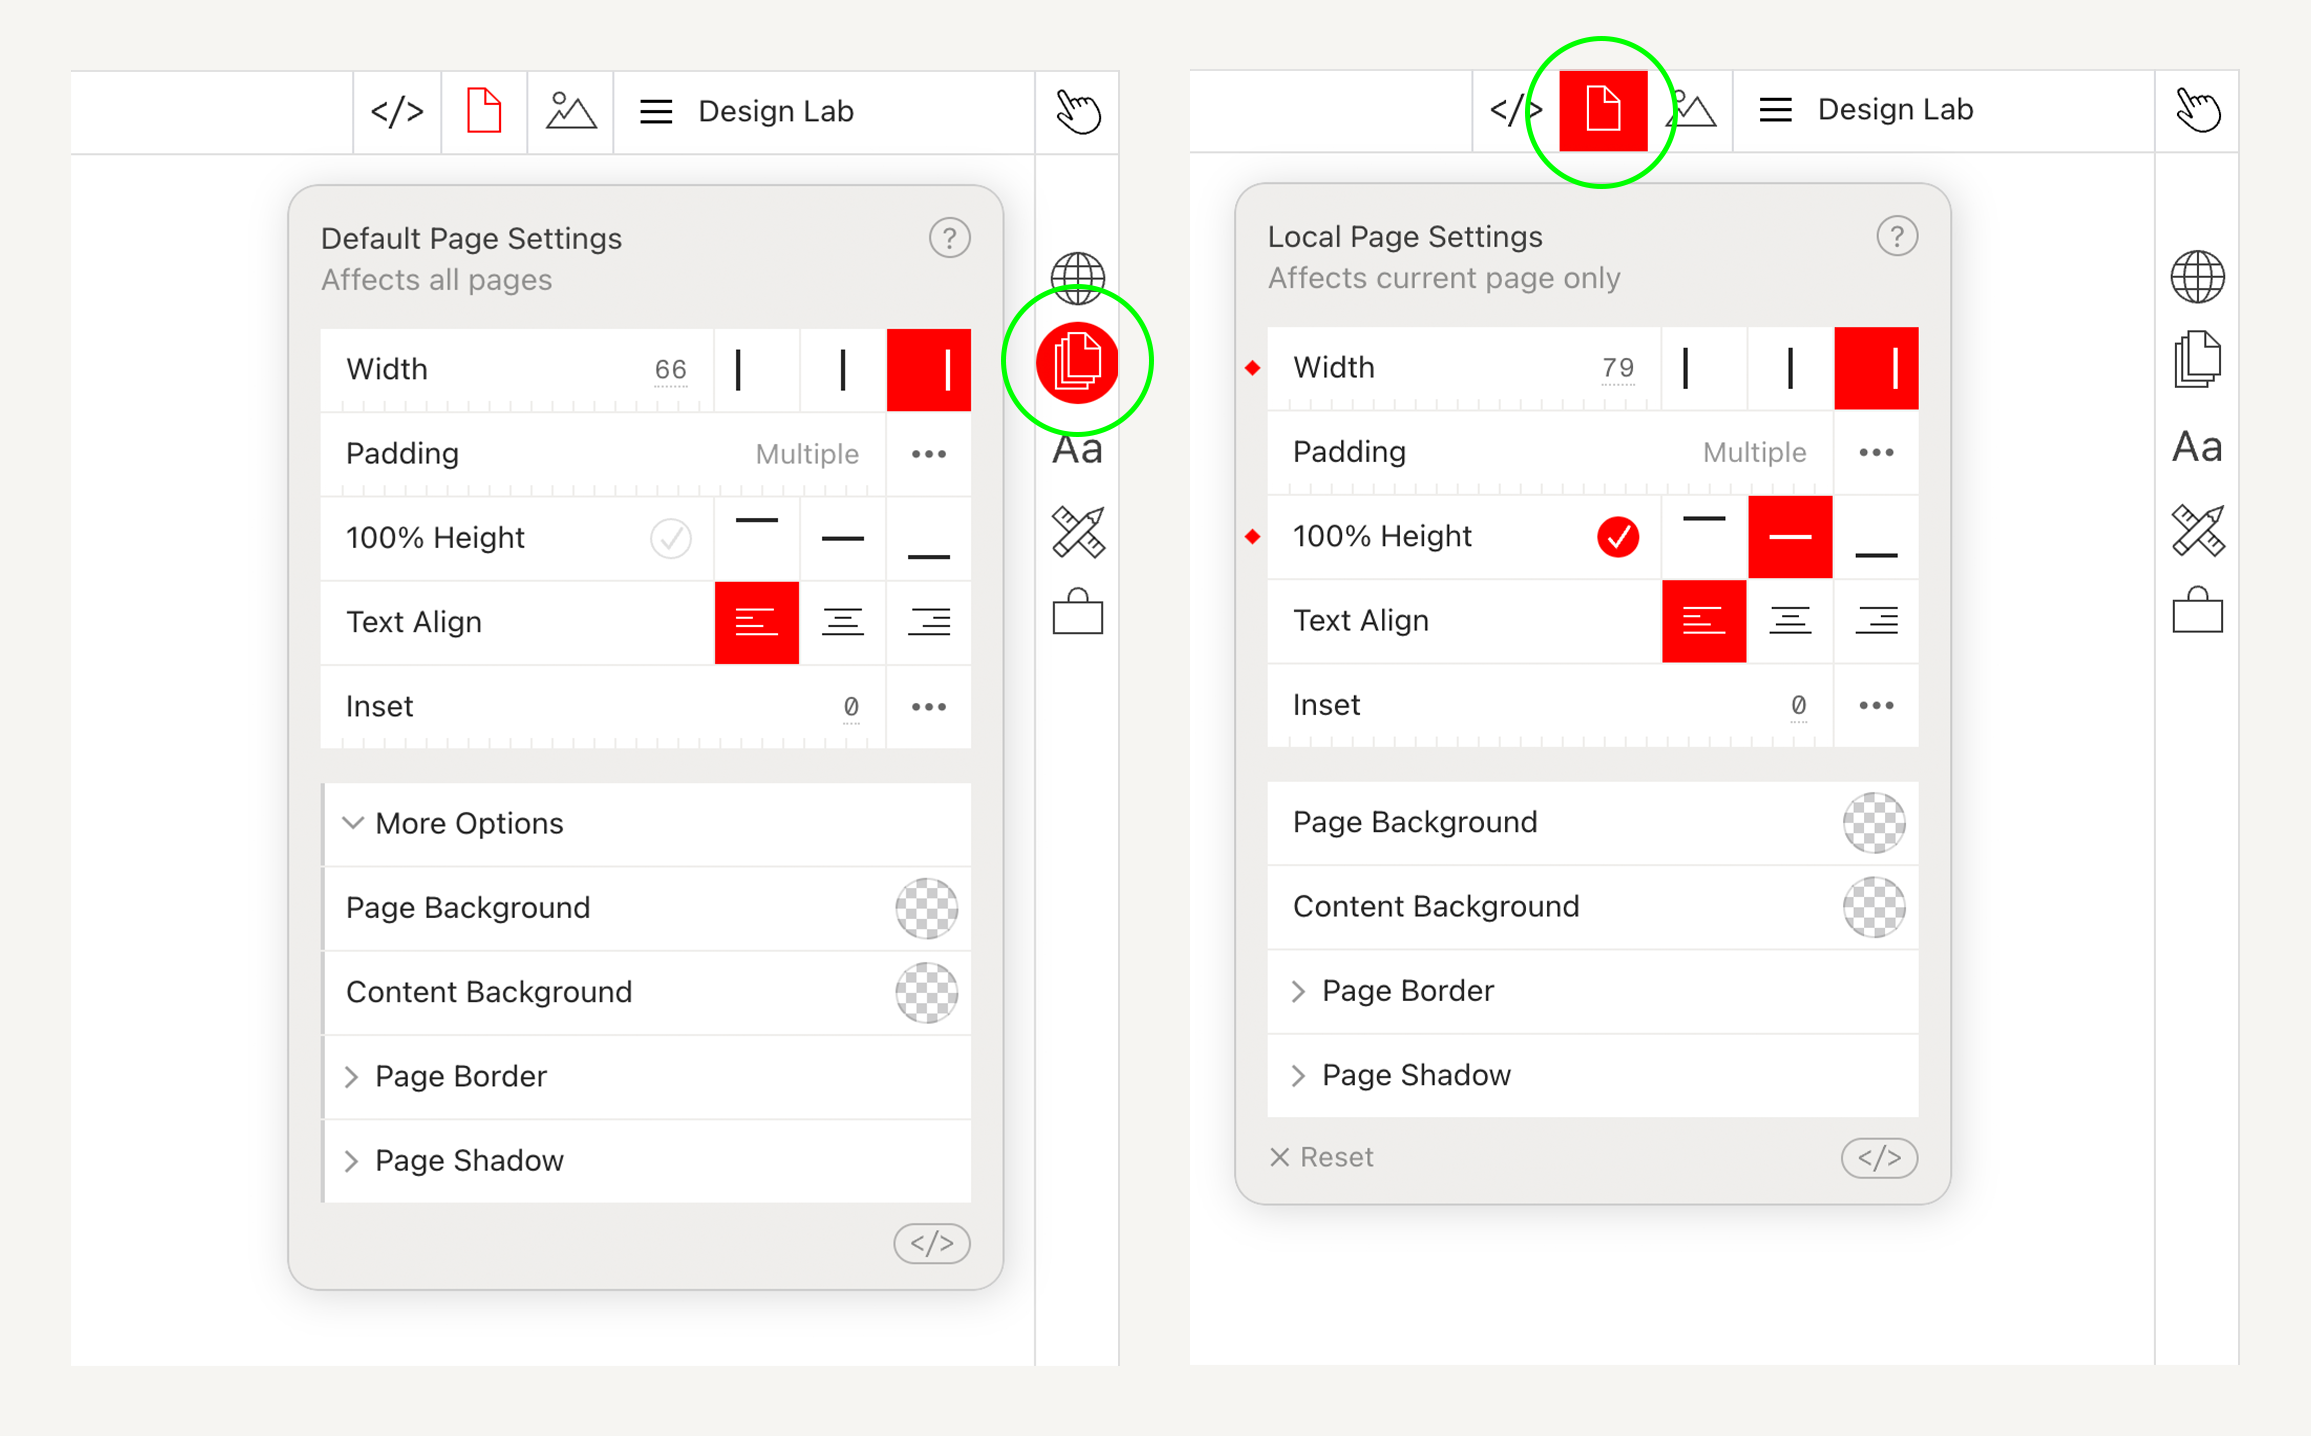 </> Design Lab
Default Page Settings ?
Affects all pages
Width 66
Padding Multiple
100% Height
Text Align
Inset 0
More Options
Page Background
Content Background
Page Border
Page Shadow
</>
Aa
</> Design Lab
Local Page Settings ?
Affects current page only
Width 79
Padding Multiple
100% Height
Text Align
Inset 0
Page Background
Content Background
Page Border
Page Shadow
Reset </>
Aa